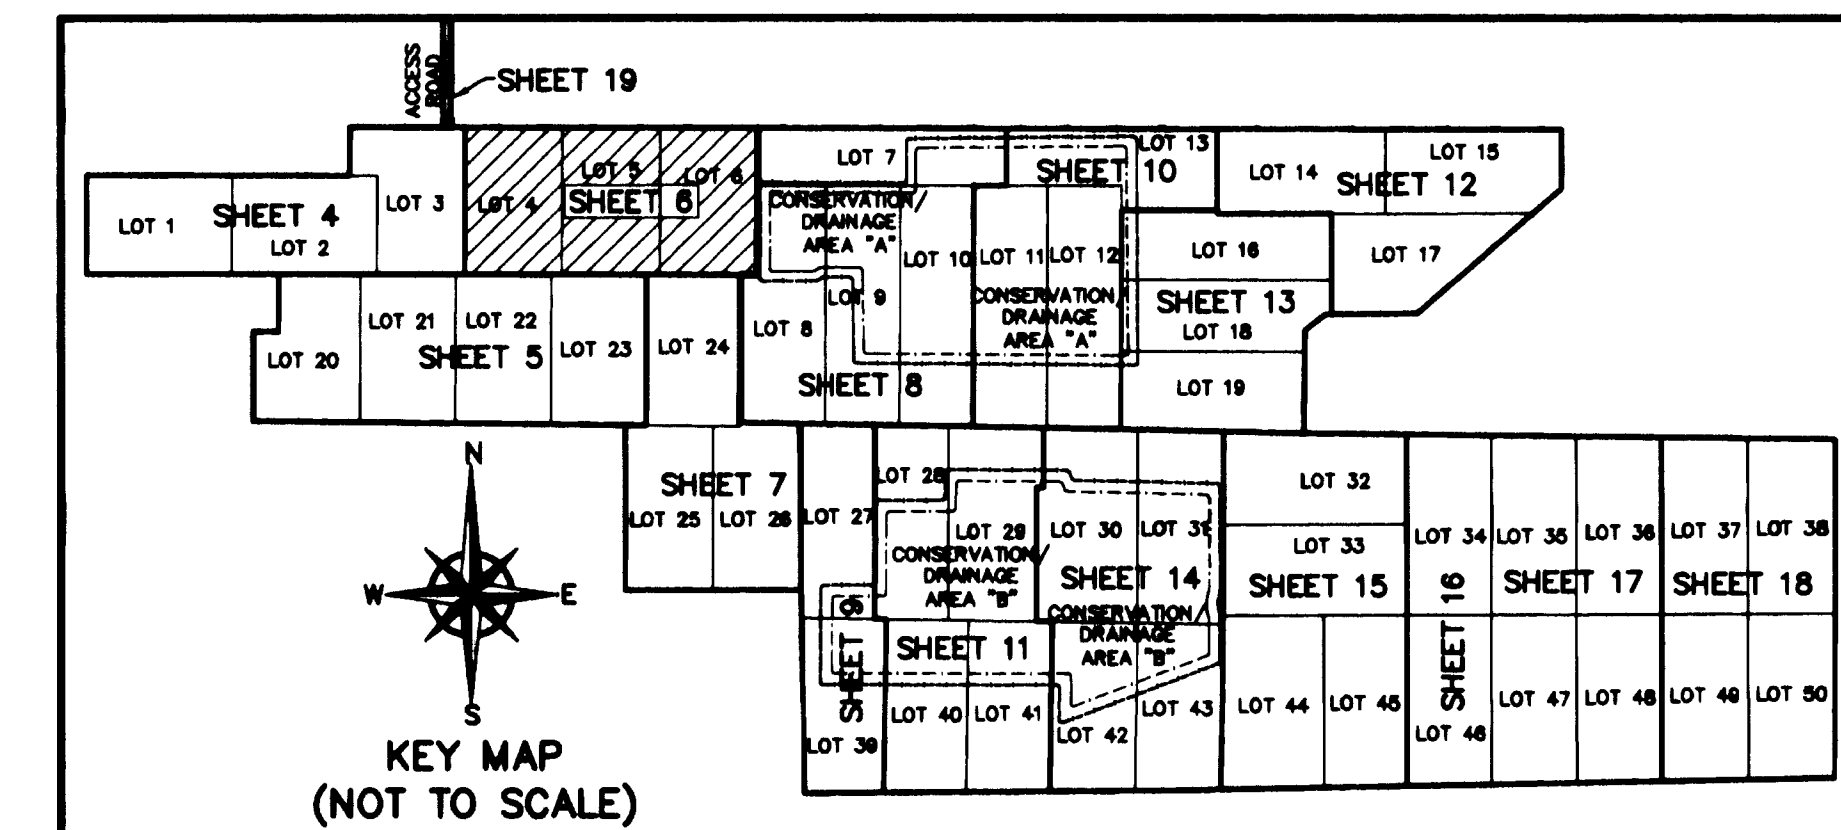 ACCESS
ROAD
SHEET 19
LOT 1
SHEET 4
LOT 2
LOT 3
LOT 4
LOT 5
LOT 6
SHEET 6
LOT 7
SHEET 10
LOT 13
LOT 14
LOT 15
SHEET 12
CONSERVATION/
DRAINAGE
AREA "A"
LOT 10
LOT 11
LOT 12
LOT 16
LOT 17
LOT 8
LOT 9
CONSERVATION/
DRAINAGE
AREA "A"
SHEET 13
LOT 18
LOT 19
SHEET 8
LOT 20
LOT 21
LOT 22
SHEET 5
LOT 23
LOT 24
SHEET 7
LOT 25
LOT 26
LOT 27
LOT 28
LOT 29
CONSERVATION/
DRAINAGE
AREA "B"
LOT 30
LOT 31
SHEET 14
CONSERVATION/
DRAINAGE
AREA "B"
LOT 32
LOT 33
SHEET 15
LOT 34
LOT 35
LOT 36
LOT 37
LOT 38
SHEET 16
SHEET 17
SHEET 18
SHEET 9
SHEET 11
LOT 39
LOT 40
LOT 41
LOT 42
LOT 43
LOT 44
LOT 45
LOT 46
LOT 47
LOT 48
LOT 49
LOT 50
N
W
E
S
KEY MAP
(NOT TO SCALE)